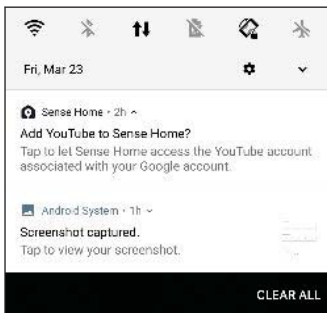 Fri, Mar 23
Sense Home · 2h
Add YouTube to Sense Home?
Tap to let Sense Home access the YouTube account
associated with your Google account.
Android System · 1h
Screenshot captured.
Tap to view your screenshot.
CLEAR ALL